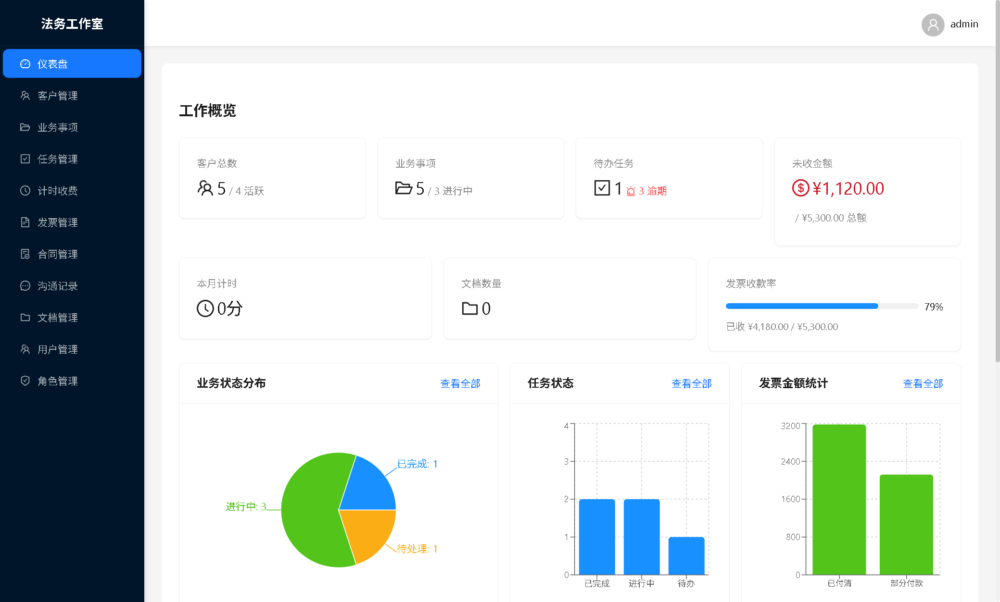 法务工作室
admin
仪表盘
客户管理
业务事项
任务管理
计时收费
发票管理
合同管理
沟通记录
文档管理
用户管理
角色管理
工作概览
客户总数
5 / 4 活跃
业务事项
5 / 3 进行中
待办任务
1 3 逾期
未收金额
¥1,120.00
/ ¥5,300.00 总额
本月计时
0分
文档数量
0
发票收款率
79%
已收 ¥4,180.00 / ¥5,300.00
业务状态分布 查看全部
已完成: 1
进行中: 3
待处理: 1
任务状态 查看全部
4
3
2
1
0
已完成 进行中 待办
发票金额统计 查看全部
3200
2400
1600
800
0
已付清 部分付款